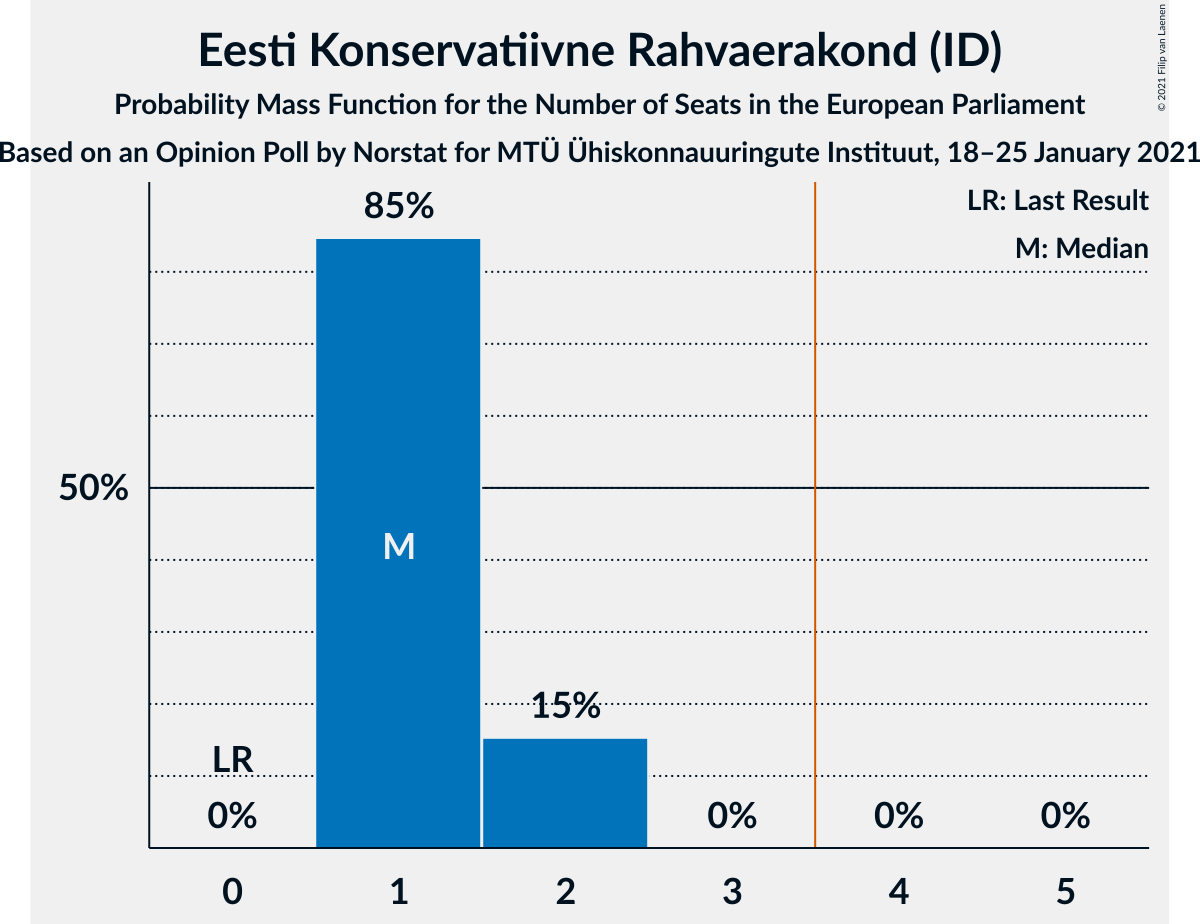 Eesti Konservatiivne Rahvaerakond (ID)
Probability Mass Function for the Number of Seats in the European Parliament
Based on an Opinion Poll by Norstat for MTÜ Ühiskonnauuringute Instituut, 18–25 January 2021
© 2021 Filip van Laenen
LR: Last Result
M: Median
85%
50%
M
15%
LR
0%
0%
0%
0%
0
1
2
3
4
5